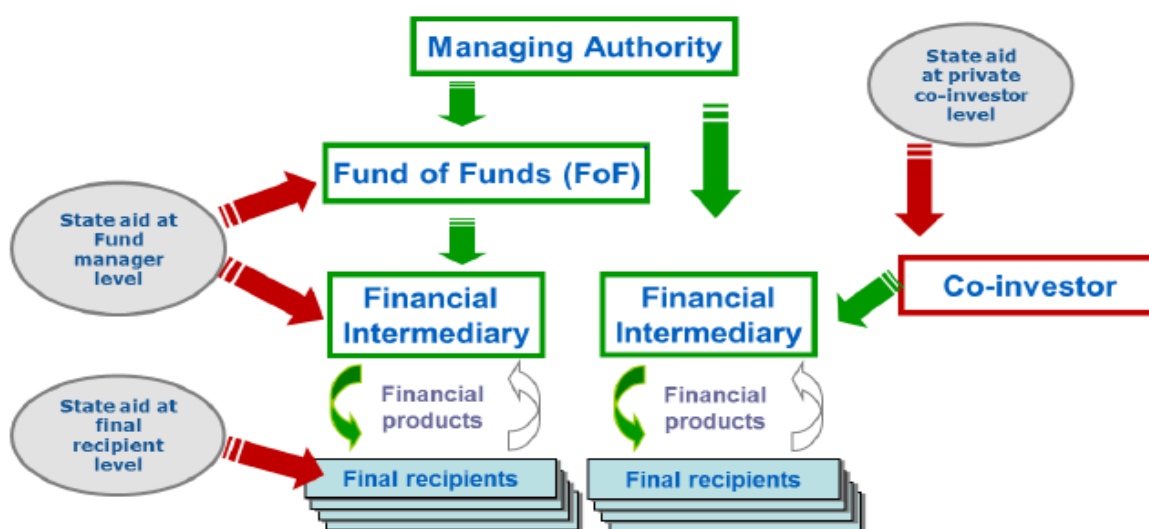 Managing Authority
State aid
at private
co-investor
level
Fund of Funds (FoF)
State aid at
Fund
manager
level
Financial
Intermediary
Financial
Intermediary
Co-investor
Financial
products
Financial
products
State aid at
final
recipient
level
Final recipients
Final recipients